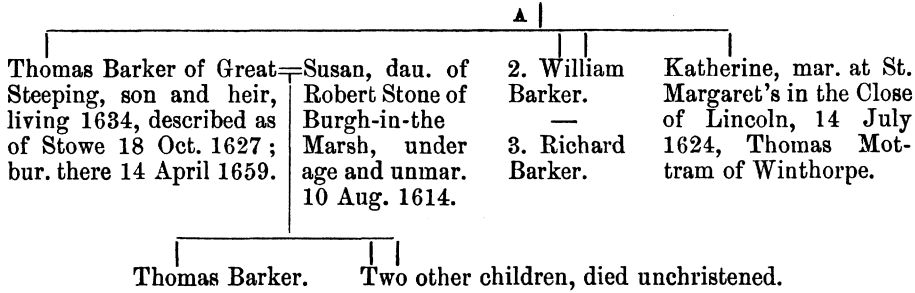 A
Thomas Barker of Great
Steeping, son and heir,
living 1634, described as
of Stowe 18 Oct. 1627 ;
bur. there 14 April 1659.
Susan, dau. of
Robert Stone of
Burgh-in-the
Marsh, under
age and unmar.
10 Aug. 1614.
2. William
Barker.
—
3. Richard
Barker.
Katherine, mar. at St.
Margaret's in the Close
of Lincoln, 14 July
1624, Thomas Mot-
tram of Winthorpe.
Thomas Barker.
Two other children, died unchristened.